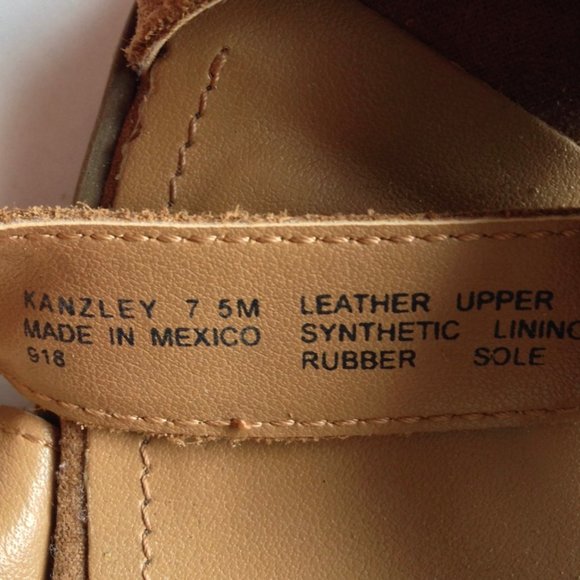 KANZLEY 7 5M LEATHER UPPER
MADE IN MEXICO SYNTHETIC LINING
918 RUBBER SOLE